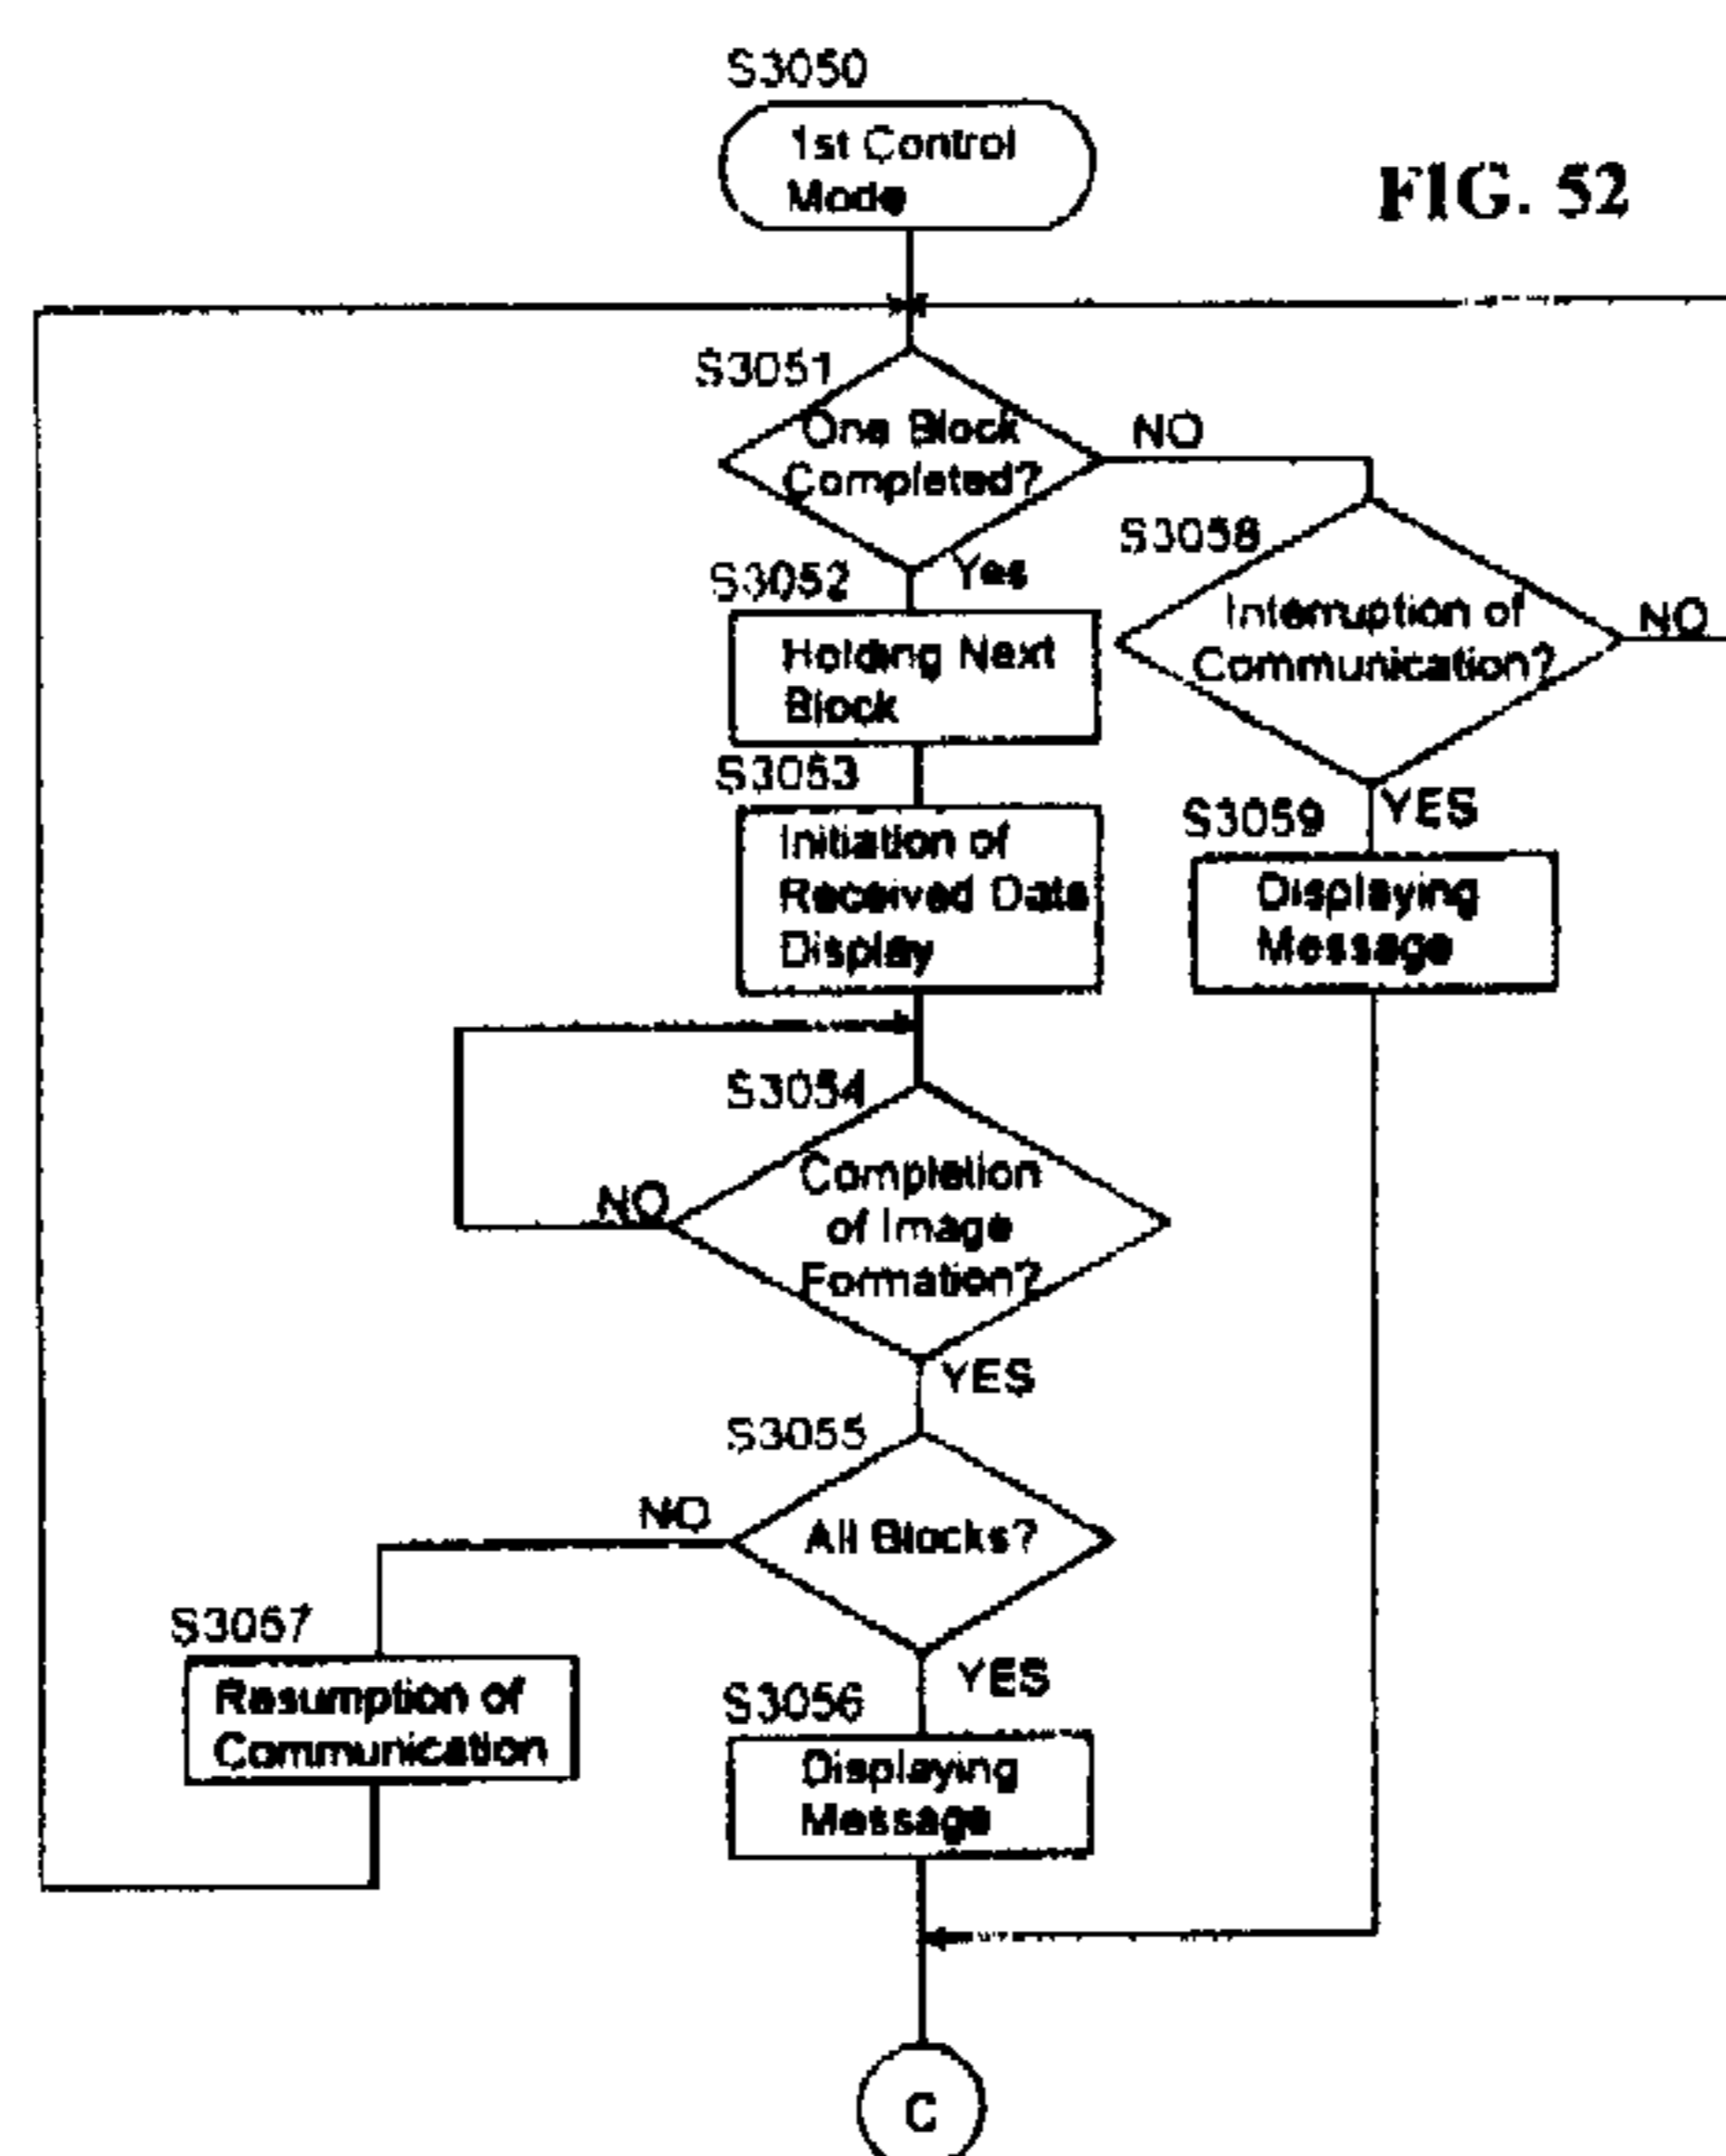 S3050
1st Control
Mode
FIG. 52
S3051
One Block
Completed?
NO
Yes
S3058
Interruption of
Communication?
NO
YES
S3052
Holding Next
Block
S3053
Initiation of
Received Data
Display
S3059
Displaying
Message
S3054
Completion
of Image
Formation?
NO
YES
S3055
All Blocks?
NO
YES
S3057
Resumption of
Communication
S3056
Displaying
Message
C